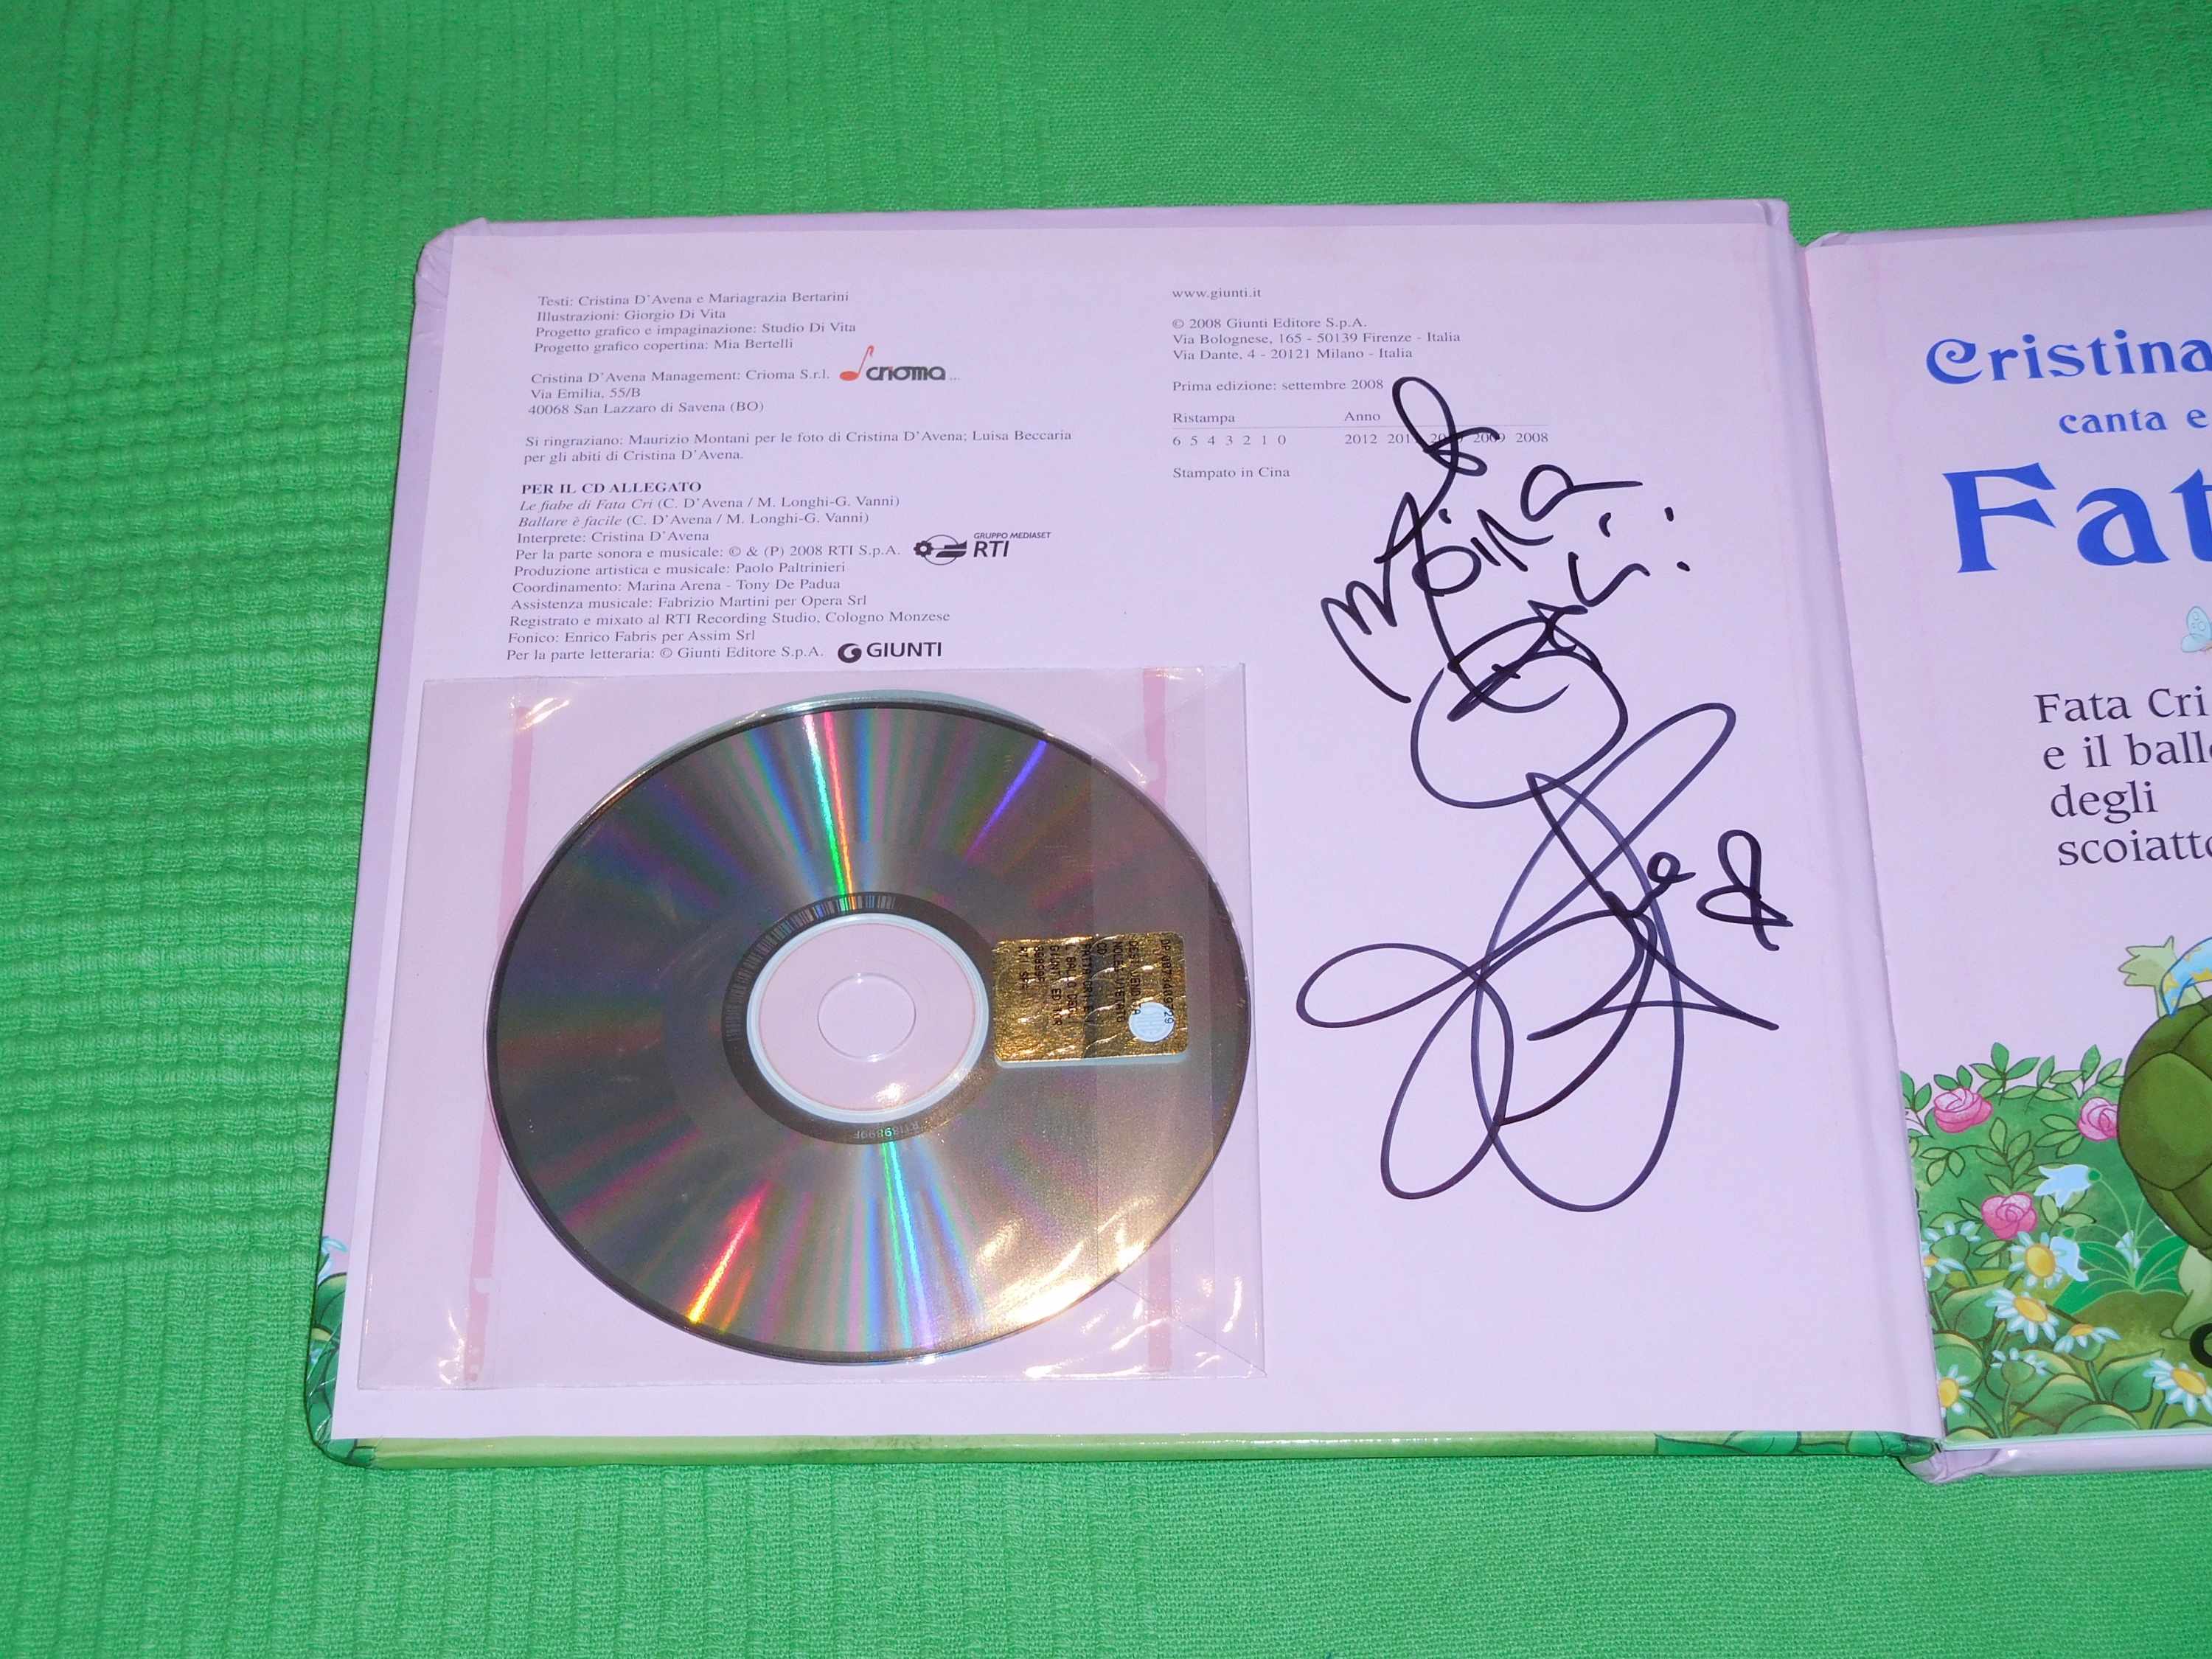 Testi: Cristina D'Avena e Mariagrazia Bertarini
Illustrazioni: Giorgio Di Vita
Progetto grafico e impaginazione: Studio Di Vita
Progetto grafico copertina: Mia Bertelli
Cristina D'Avena Management: Crioma S.r.l. crioma...
Via Emilia, 55/B
40068 San Lazzaro di Savena (BO)
Si ringraziano: Maurizio Montani per le foto di Cristina D'Avena; Luisa Beccaria
per gli abiti di Cristina D'Avena.
PER IL CD ALLEGATO
Le fiabe di Fata Cri (C. D'Avena / M. Longhi-G. Vanni)
Ballare è facile (C. D'Avena / M. Longhi-G. Vanni)
Interprete: Cristina D'Avena
Per la parte sonora e musicale: © & (P) 2008 RTI S.p.A. GRUPPO MEDIASET
RTI
Produzione artistica e musicale: Paolo Paltrinieri
Coordinamento: Marina Arena - Tony De Padua
Assistenza musicale: Fabrizio Martini per Opera Srl
Registrato e mixato al RTI Recording Studio, Cologno Monzese
Fonico: Enrico Fabris per Assim Srl
Per la parte letteraria: © Giunti Editore S.p.A. GIUNTI
www.giunti.it
© 2008 Giunti Editore S.p.A.
Via Bolognese, 165 - 50139 Firenze - Italia
Via Dante, 4 - 20121 Milano - Italia
Prima edizione: settembre 2008
Ristampa Anno
6 5 4 3 2 1 0 2012 2011 2010 2009 2008
Stampato in Cina
Cristina
canta e
Fat
Fata Cri
e il ball
degli
scoiatt